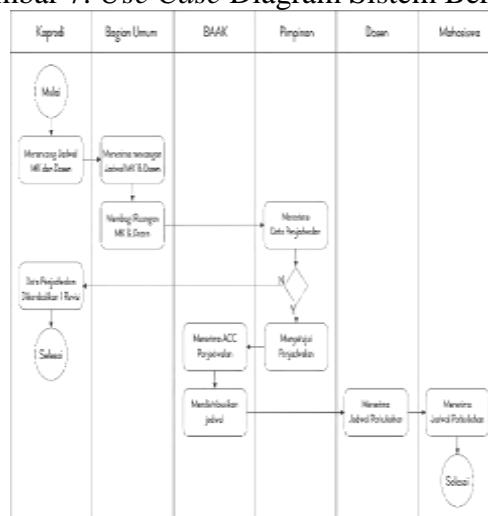 bar 7. Use Case Diagram Sistem Ber
Kaprodi
Bagian Umum
BAAK
Pimpinan
Dosen
Mahasiswa
Mulai
Merancang Jadwal
MK dan Dosen
Menerima rancangan
Jadwal MK & Dosen
Membagi Ruangan
MK & Dosen
Menerima
Data Penjadwalan
N
Y
Data Penjadwalan
Dikembalikan / Revisi
Selesai
Menerima ACC
Penjadwalan
Menyetujui
Penjadwalan
Mendistribusikan
jadwal
Menerima
Jadwal Perkuliahan
Menerima
Jadwal Perkuliahan
Selesai